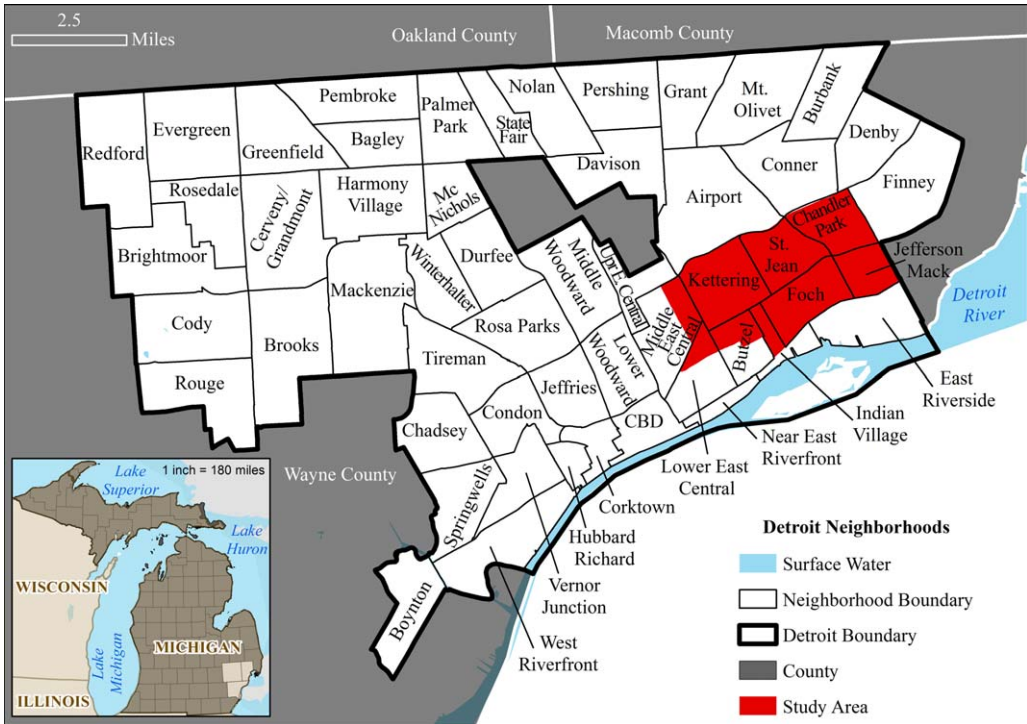 2.5
Miles
Oakland County
Macomb County
Redford
Evergreen
Greenfield
Pembroke
Bagley
Palmer
Park
Nolan
State
Fair
Pershing
Grant
Mt.
Olivet
Burbank
Denby
Finney
Conner
Davison
Airport
Rosedale
Cerveny/
Grandmont
Harmony
Village
Mc
Nichols
Brightmoor
Mackenzie
Winterhalter
Durfee
Middle
Woodward
Upr E. Central
Middle
East
Central
Kettering
St.
Jean
Chandler
Park
Foch
Jefferson
Mack
Detroit
River
Cody
Brooks
Rosa Parks
Tireman
Lower
Woodward
Butzel
Rouge
Jeffries
Condon
CBD
Chadsey
East
Riverside
Indian
Village
Near East
Riverfront
Lower East
Central
Corktown
Hubbard
Richard
Vernor
Junction
West
Riverfront
Springwells
Boynton
Wayne County
1 inch = 180 miles
Lake
Superior
Lake
Huron
WISCONSIN
Lake
Michigan
MICHIGAN
ILLINOIS
Detroit Neighborhoods
Surface Water
Neighborhood Boundary
Detroit Boundary
County
Study Area